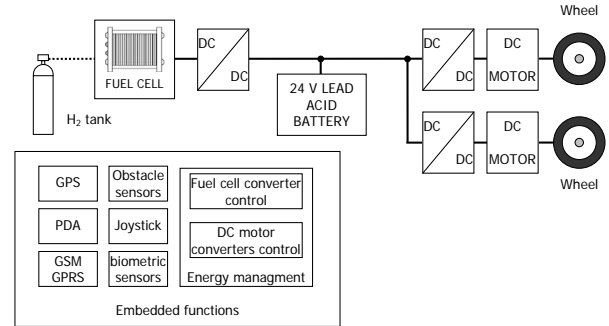 Wheel
DC
DC
FUEL CELL
H₂ tank
24 V LEAD
ACID
BATTERY
DC
DC
DC
MOTOR
DC
DC
DC
MOTOR
Wheel
GPS
Obstacle
sensors
PDA
Joystick
GSM
GPRS
biometric
sensors
Fuel cell converter
control
DC motor
converters control
Energy managment
Embedded functions